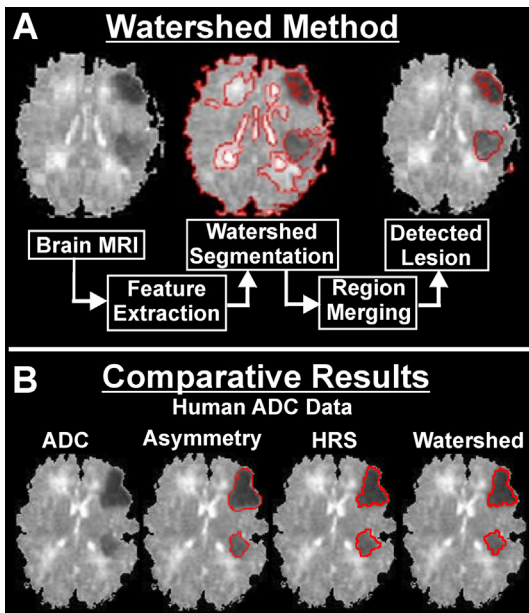 A Watershed Method
Brain MRI
Feature
Extraction
Watershed
Segmentation
Region
Merging
Detected
Lesion
B Comparative Results
Human ADC Data
ADC Asymmetry HRS Watershed